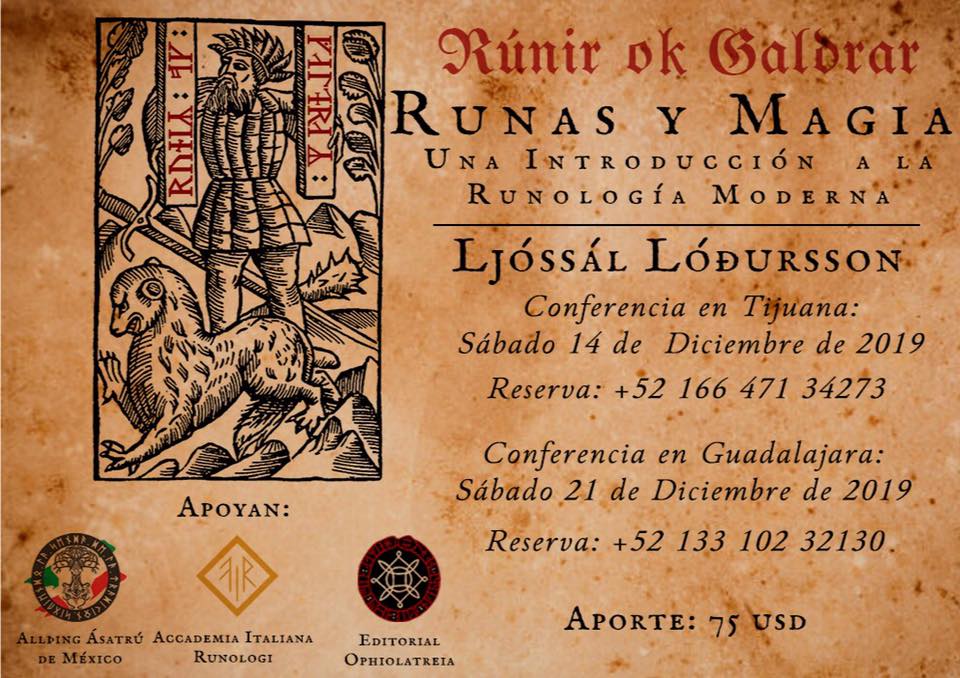 Rúnir ok Galdrar
Runas y Magia
Una Introducción a la
Runología Moderna
Ljóssál Lóðursson
Conferencia en Tijuana:
Sábado 14 de Diciembre de 2019
Reserva: +52 166 471 34273
Conferencia en Guadalajara:
Sábado 21 de Diciembre de 2019
Reserva: +52 133 102 32130
Aporte: 75 usd
Apoyan:
Allþing Ásatrú
de México
Accademia Italiana
Runologi
Editorial
Ophiolatreia